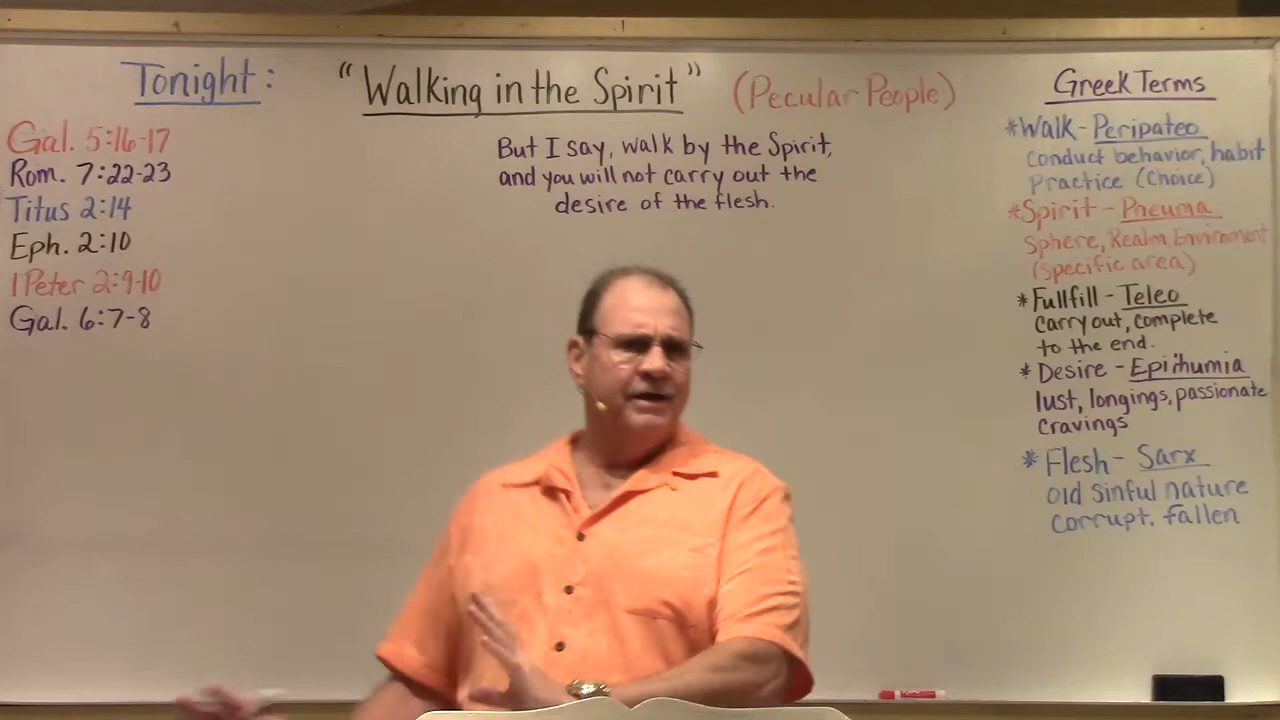 Tonight:
Gal. 5:16-17
Rom. 7:22-23
Titus 2:14
Eph. 2:10
1 Peter 2:9-10
Gal. 6:7-8
"Walking in the Spirit" (Pecular People)
But I say, walk by the Spirit,
and you will not carry out the
desire of the flesh.
Greek Terms
*Walk - Peripateo
conduct behavior, habit
Practice (Choice)
*Spirit - Pneuma
Sphere, Realm Enviroment
(specific area)
*Fullfill - Teleo
carry out, complete
to the end.
*Desire - Epithumia
lust, longings, passionate
cravings
*Flesh - Sarx
old sinful nature
corrupt. fallen